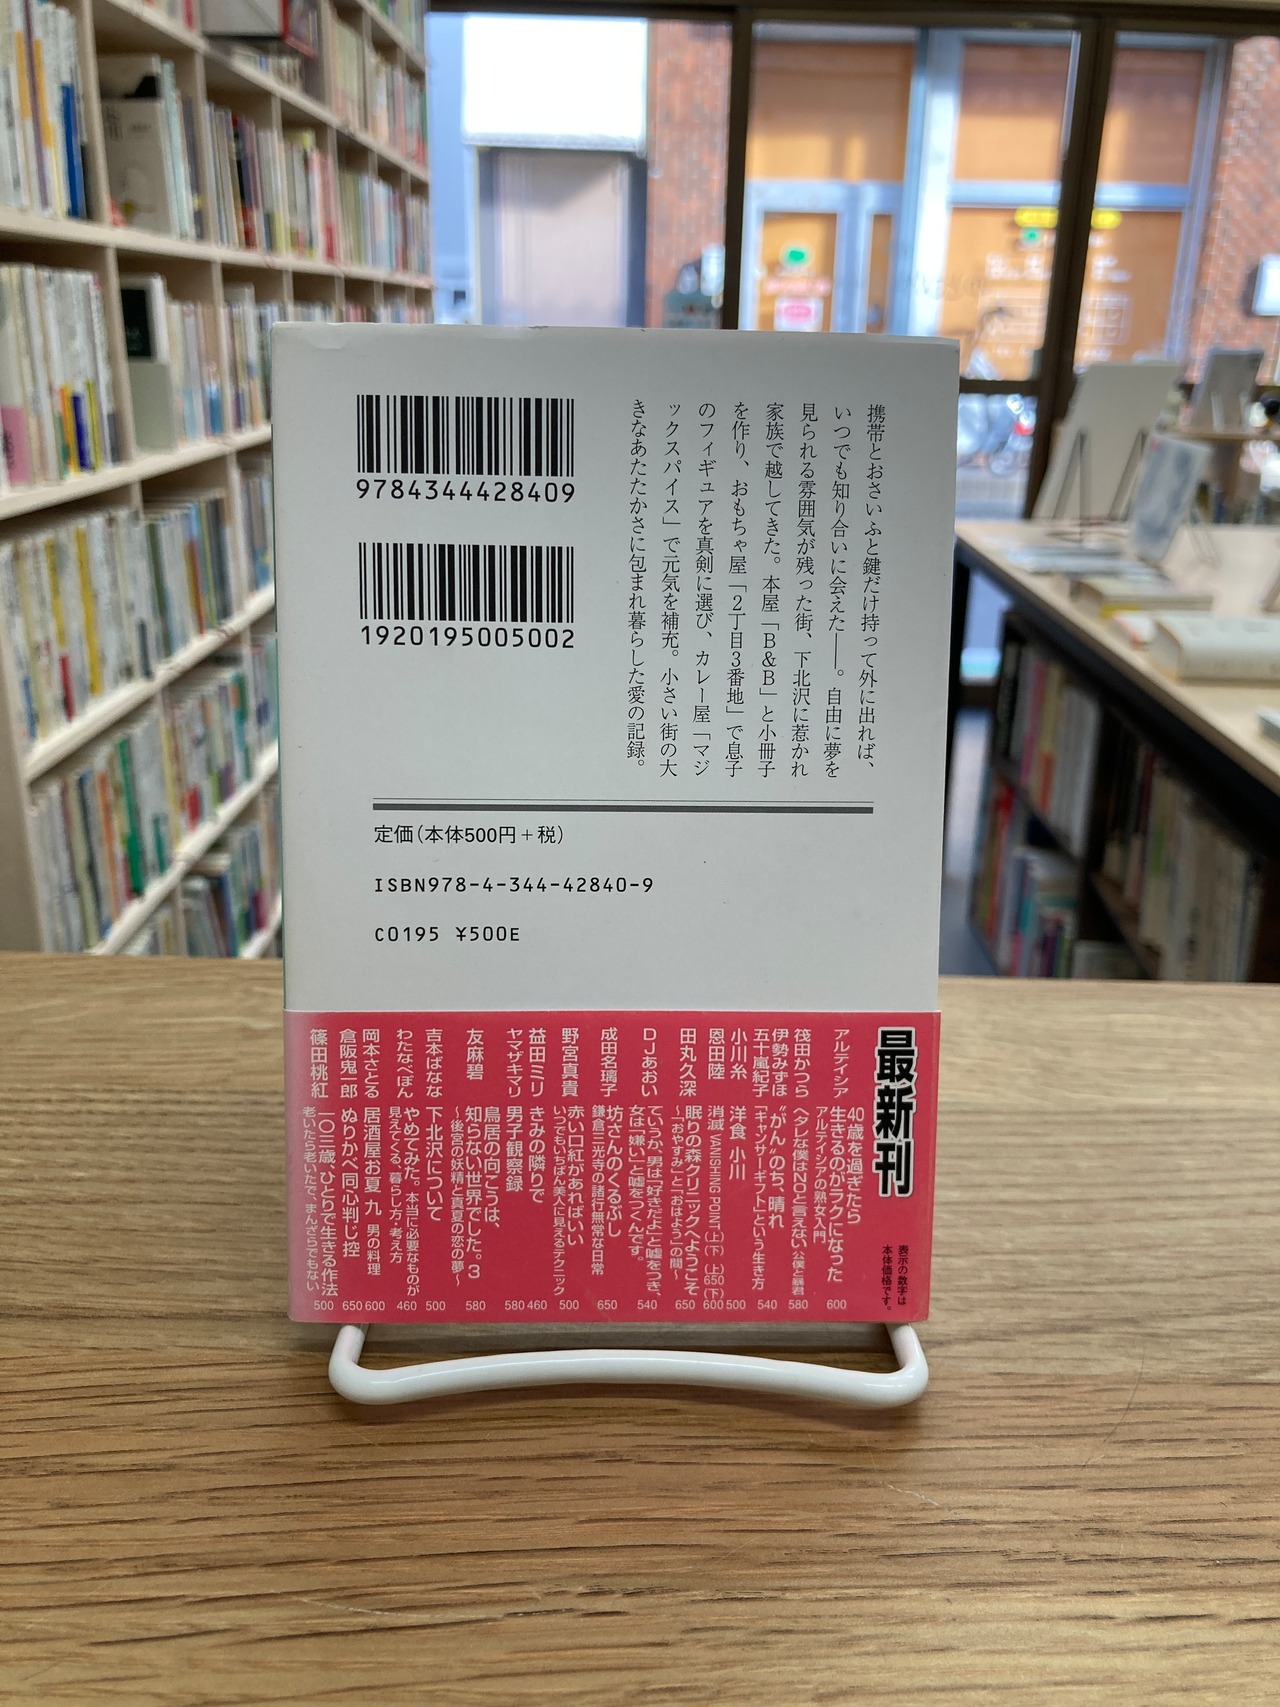 携帯とおさいふと鍵だけ持って外に出れば、
いつでも知り合いに会えた――。自由に夢を
見られる雰囲気が残った街、下北沢に惹かれ
家族で越してきた。本屋「B&B」と小冊子
を作り、おもちゃ屋「2丁目3番地」で息子
のフィギュアを真剣に選び、カレー屋「マジ
ックスパイス」で元気を補充。小さい街の大
きなあたたかさに包まれ暮らした愛の記録。
9784344428409
1920195005002
定価(本体500円+税)
ISBN978-4-344-42840-9
C0195 ¥500E
最新刊
表示の数字は
本体価格です。
アルテイシア
40歳を過ぎたら
生きるのがラクになった
アルテイシアの熟女入門
600
筏田かつら
ヘタレな僕はNOと言えない 公僕と暴君
580
伊勢みずほ
五十嵐紀子
"がん"のち、晴れ
「キャンサーギフト」という生き方
540
小川糸
洋食 小川
500
恩田陸
消滅 VANISHING POINT(上)(下) (上)650(下)
600
田丸久深
眠りの森クリニックへようこそ
~「おやすみ」と「おはよう」の間~
650
DJあおい
ていうか、男は「好きだよ」と嘘をつき、
女は「嫌い」と嘘をつくんです。
540
成田名璃子
坊さんのくるぶし
鎌倉三光寺の諸行無常な日常
650
野宮真貴
赤い口紅があればいい
いつでもいちばん美人に見えるテクニック
500
益田ミリ
きみの隣りで
460
ヤマザキマリ
男子観察録
580
友麻碧
鳥居の向こうは、
知らない世界でした。3
~後宮の妖精と真夏の恋の夢~
580
吉本ばなな
下北沢について
500
わたなべぽん
やめてみた。本当に必要なものが
見えてくる、暮らし方・考え方
460
岡本さとる
居酒屋お夏 九 男の料理
600
倉阪鬼一郎
ぬりかべ同心判じ控
650
篠田桃紅
一〇三歳、ひとりで生きる作法
老いたら老いたで、まんざらでもない
500